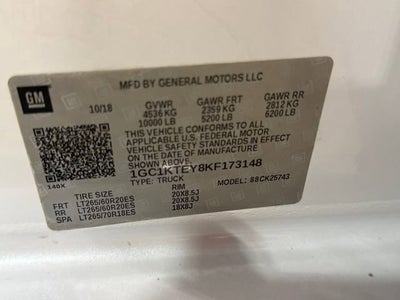 GM
MFD BY GENERAL MOTORS LLC
10/18 GVWR GAWR FRT GAWR RR
4536 KG 2359 KG 2812 KG
10000 LB 5200 LB 6200 LB
THIS VEHICLE CONFORMS TO ALL
APPLICABLE U.S. FEDERAL MOTOR
VEHICLE SAFETY STANDARDS IN EFFECT
ON THE DATE OF MANUFACTURE
SHOWN ABOVE.
1GC1KTEY8KF173148
140X TYPE: TRUCK MODEL: SSCK25743
TIRE SIZE RIM
FRT LT265/60R20ES 20X8.5J
RR LT265/60R20ES 20X8.5J
SPA LT265/70R18ES 18X8J